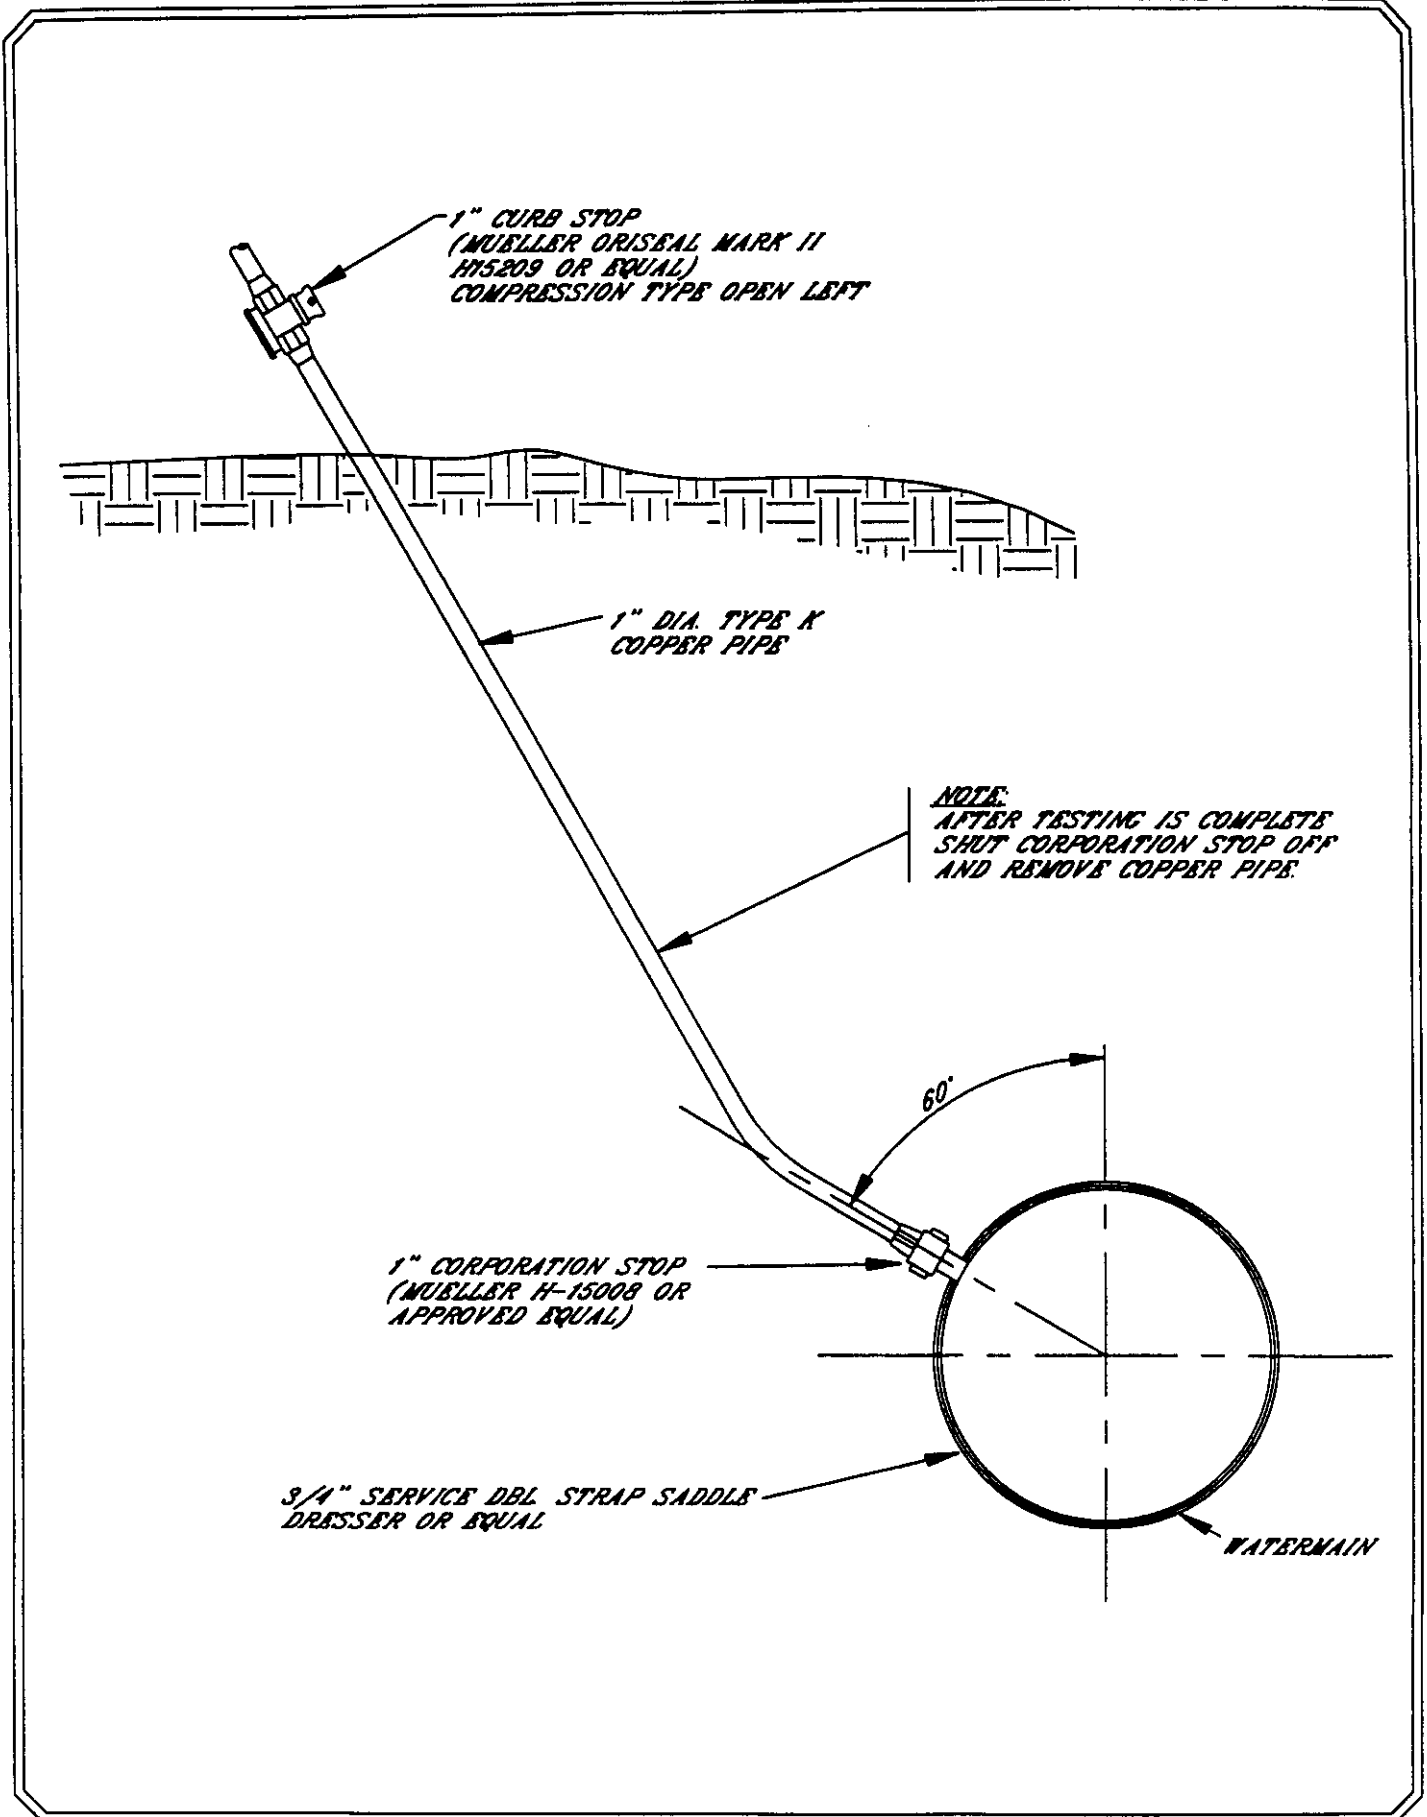 1" CURB STOP
(MUELLER ORISEAL MARK II
H15209 OR EQUAL)
COMPRESSION TYPE OPEN LEFT
1" DIA. TYPE K
COPPER PIPE
NOTE:
AFTER TESTING IS COMPLETE
SHUT CORPORATION STOP OFF
AND REMOVE COPPER PIPE.
60°
1" CORPORATION STOP
(MUELLER H-15008 OR
APPROVED EQUAL)
3/4" SERVICE DBL STRAP SADDLE
DRESSER OR EQUAL
WATERMAIN